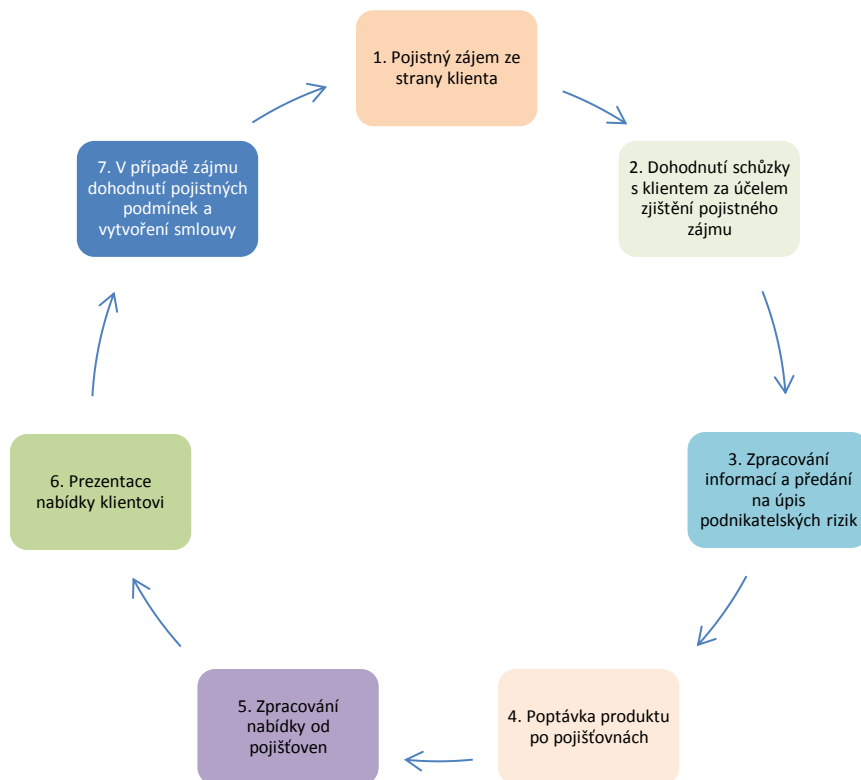 1. Pojistný zájem ze
strany klienta
2. Dohodnutí schůzky
s klientem za účelem
zjištění pojistného
zájmu
3. Zpracování
informací a předání
na úpis
podnikatelských rizik
4. Poptávka produktu
po pojišťovnách
5. Zpracování
nabídky od
pojišťoven
6. Prezentace
nabídky klientovi
7. V případě zájmu
dohodnutí pojistných
podmínek a
vytvoření smlouvy